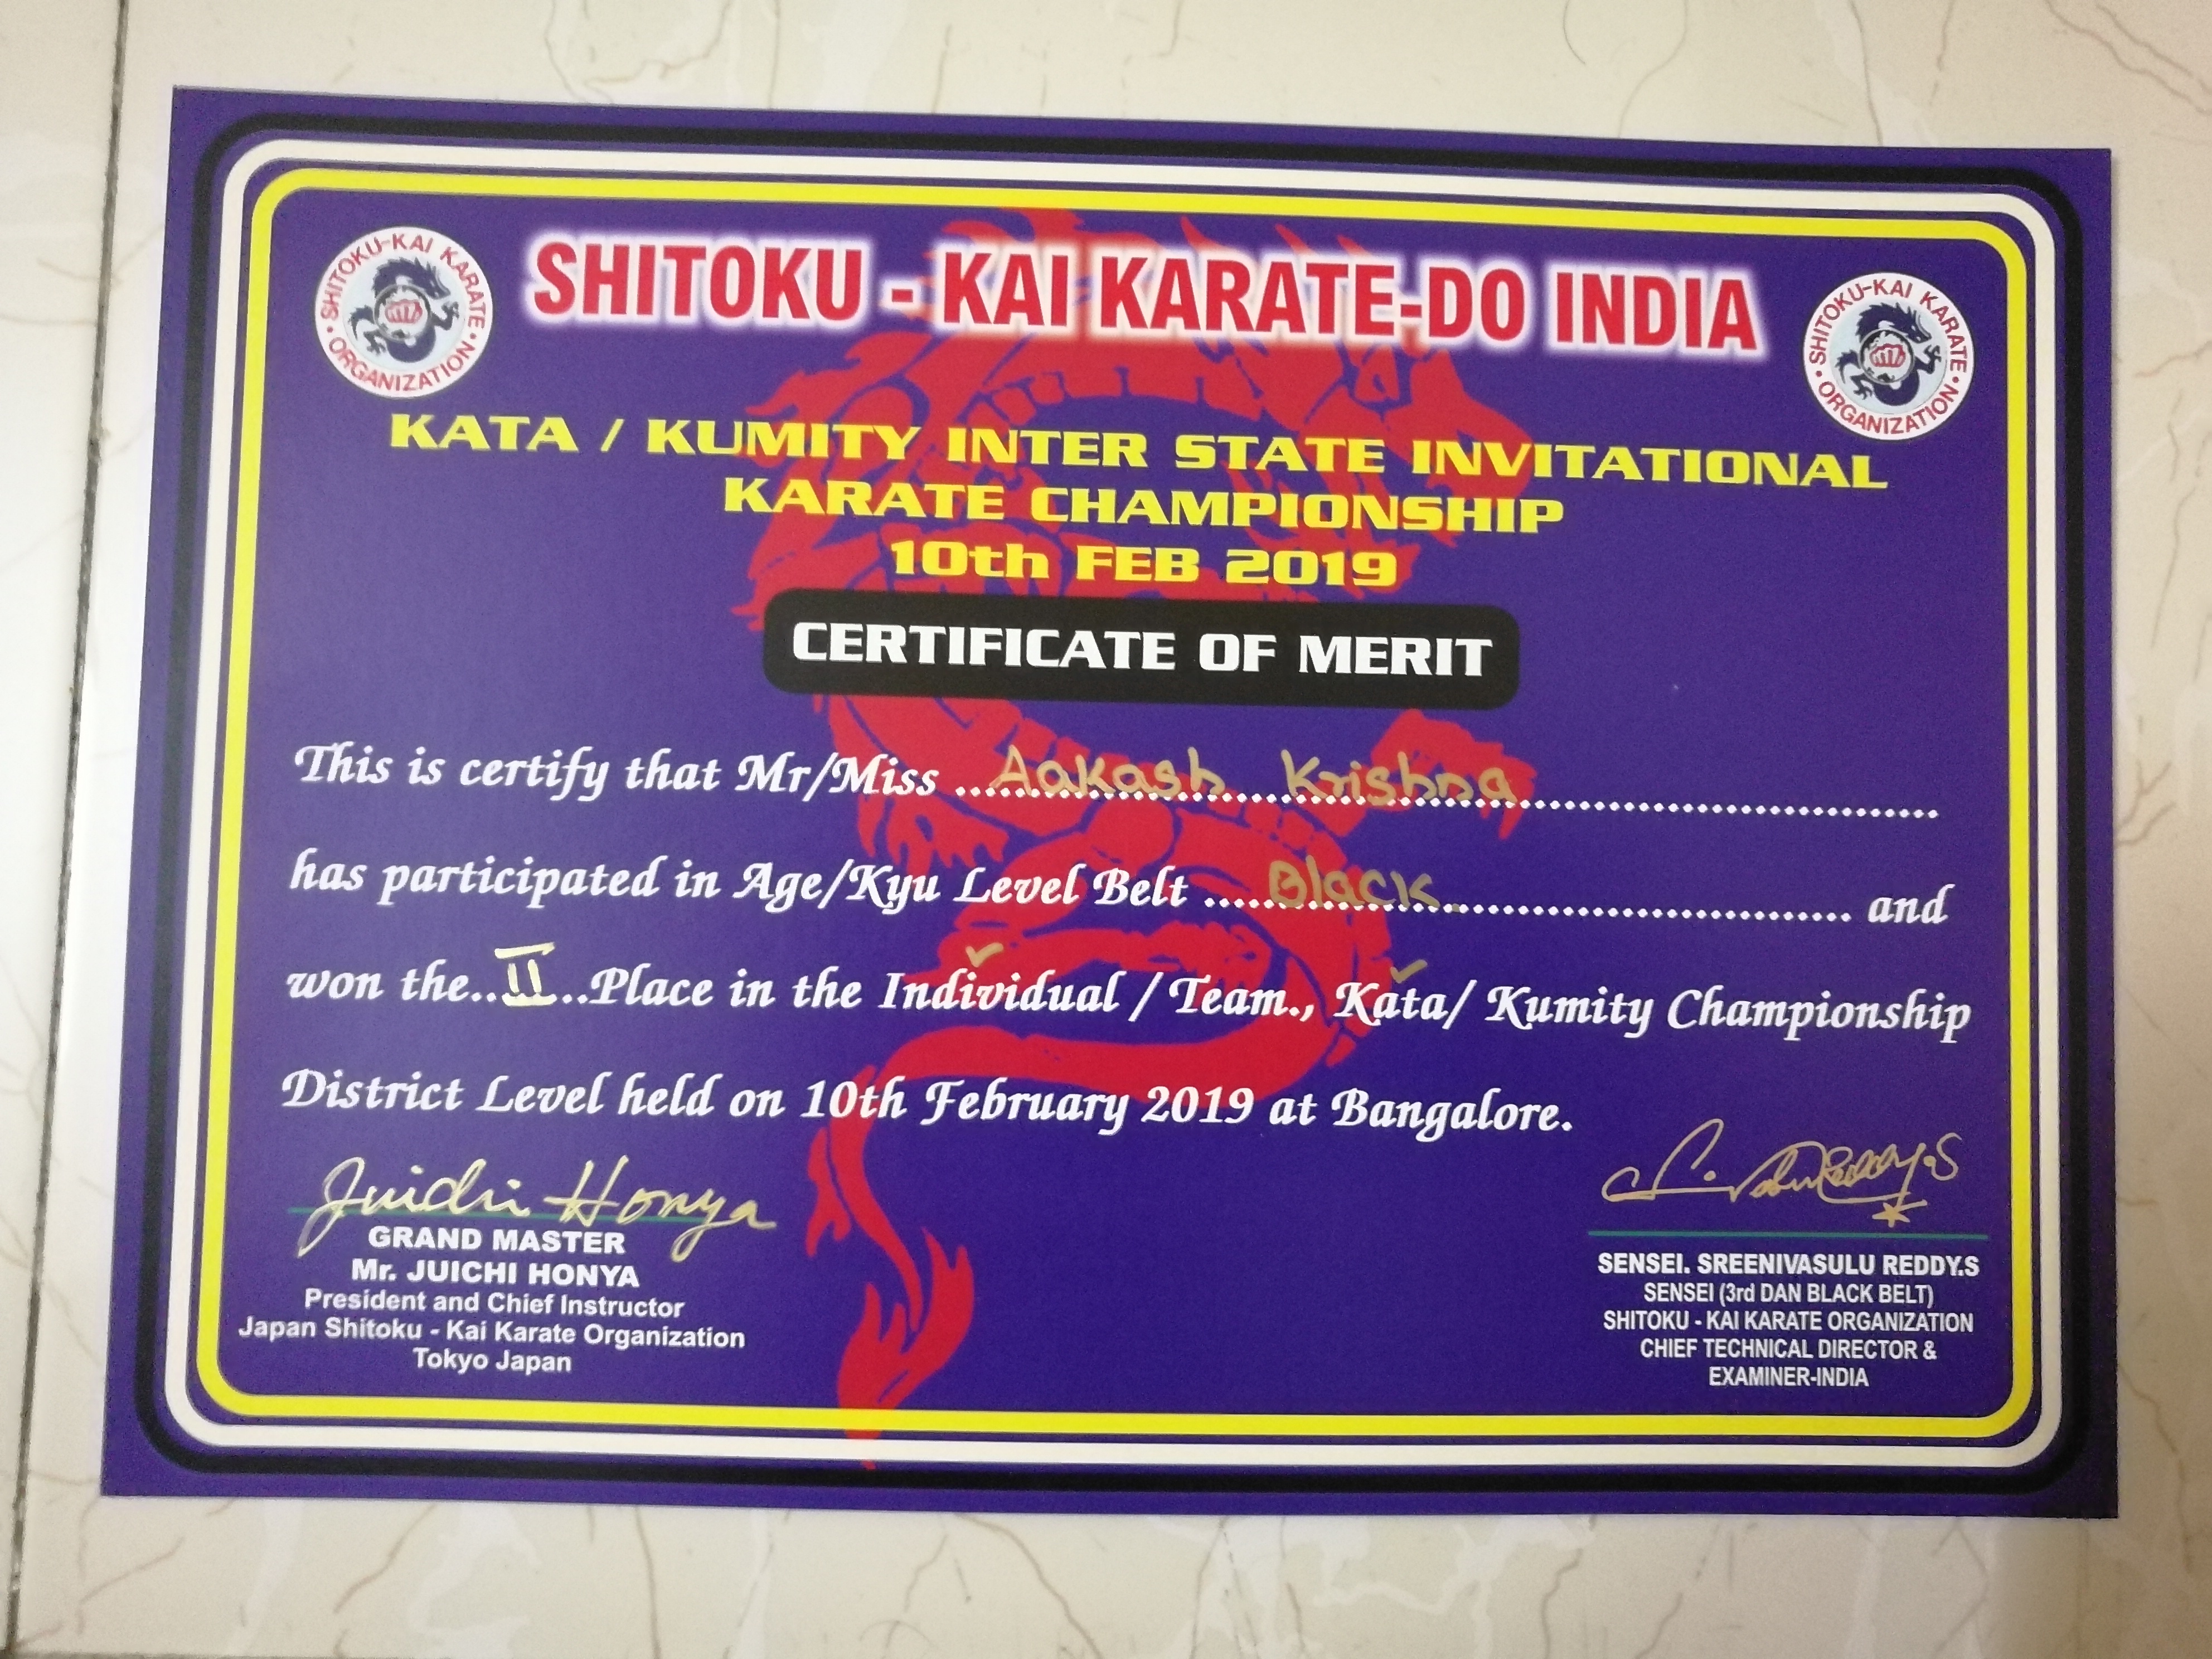 SHITOKU-KAI KARATE
ORGANIZATION
SHITOKU - KAI KARATE-DO INDIA
SHITOKU-KAI KARATE
ORGANIZATION
KATA / KUMITY INTER STATE INVITATIONAL
KARATE CHAMPIONSHIP
10th FEB 2019
CERTIFICATE OF MERIT
This is certify that Mr/Miss ... Aakash Krishna ...
has participated in Age/Kyu Level Belt ... Black. ... and
won the..II..Place in the Individual / Team., Kata/ Kumity Championship
District Level held on 10th February 2019 at Bangalore.
Juichi Honya
GRAND MASTER
Mr. JUICHI HONYA
President and Chief Instructor
Japan Shitoku - Kai Karate Organization
Tokyo Japan
SENSEI. SREENIVASULU REDDY.S
SENSEI (3rd DAN BLACK BELT)
SHITOKU - KAI KARATE ORGANIZATION
CHIEF TECHNICAL DIRECTOR &
EXAMINER-INDIA